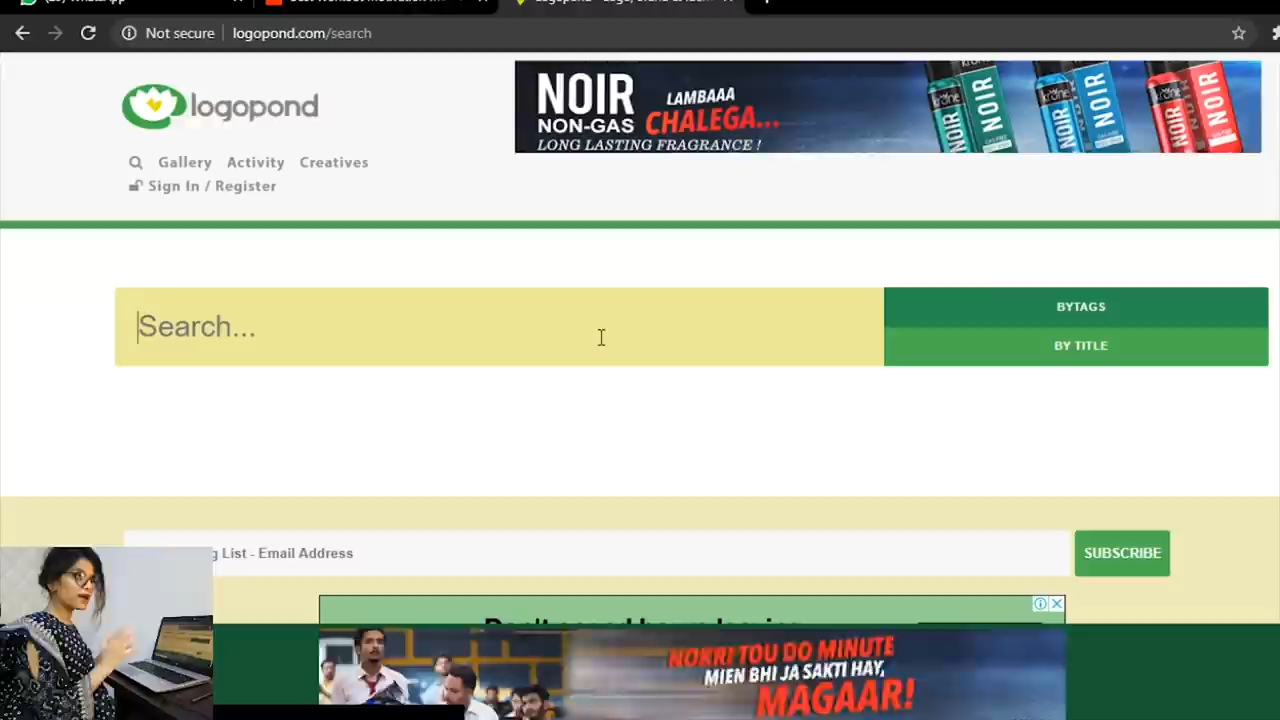 Not secure | logopond.com/search
logopond
NOIR
NON-GAS
LAMBAAA
CHALEGA...
LONG LASTING FRAGRANCE !
NOIR
NOIR
NOIR
Gallery Activity Creatives
Sign In / Register
Search...
BYTAGS
BY TITLE
List - Email Address
SUBSCRIBE
NOKRI TOU DO MINUTE
MIEN BHI JA SAKTI HAY,
MAGAAR!